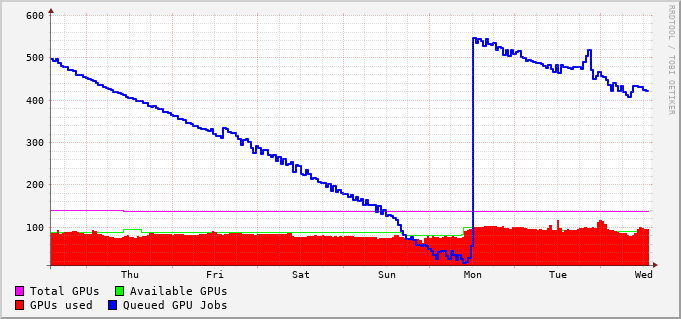 600
500
400
300
200
100
Thu Fri Sat Sun Mon Tue Wed
Total GPUs Available GPUs
GPUs used Queued GPU Jobs
RRDTOOL / TOBI OETIKER